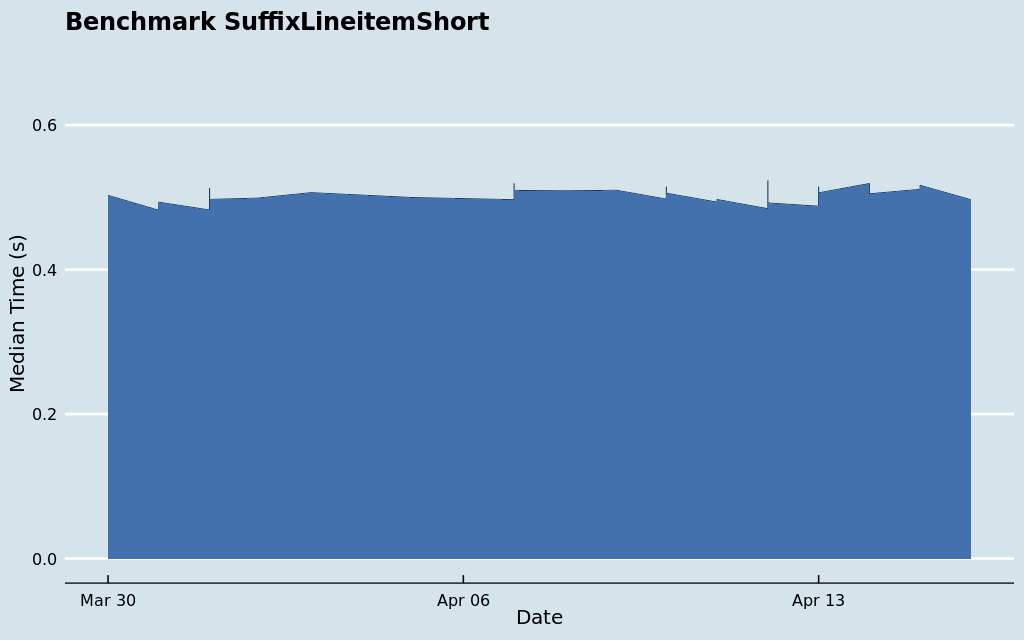 Benchmark SuffixLineitemShort
0.6
0.4
0.2
0.0
Median Time (s)
Mar 30
Apr 06
Apr 13
Date